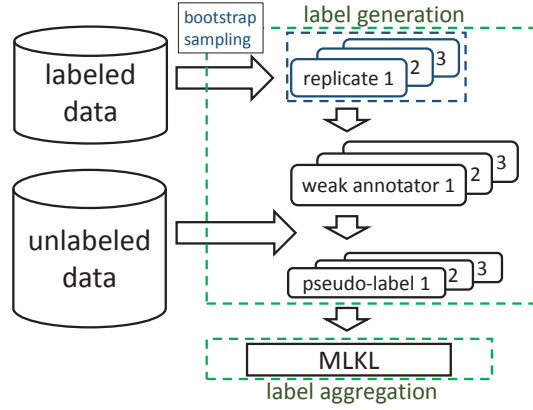 bootstrap
sampling
label generation
labeled
data
replicate 1
2
3
weak annotator 1
2
3
unlabeled
data
pseudo-label 1
2
3
MLKL
label aggregation